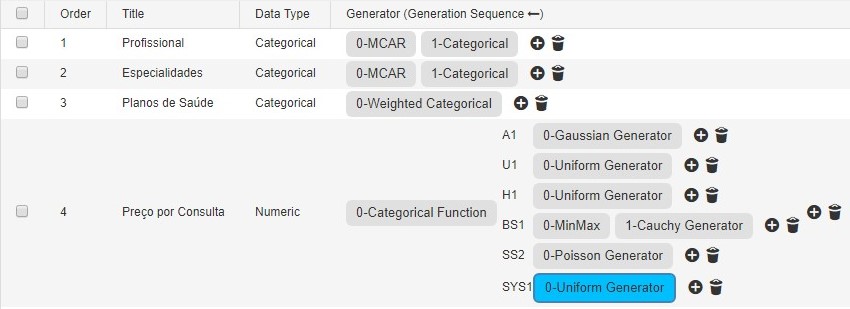 Order Title Data Type Generator (Generation Sequence ←)
1 Profissional Categorical 0-MCAR 1-Categorical
2 Especialidades Categorical 0-MCAR 1-Categorical
3 Planos de Saúde Categorical 0-Weighted Categorical
4 Preço por Consulta Numeric 0-Categorical Function
A1 0-Gaussian Generator
U1 0-Uniform Generator
H1 0-Uniform Generator
BS1 0-MinMax 1-Cauchy Generator
SS2 0-Poisson Generator
SYS1 0-Uniform Generator